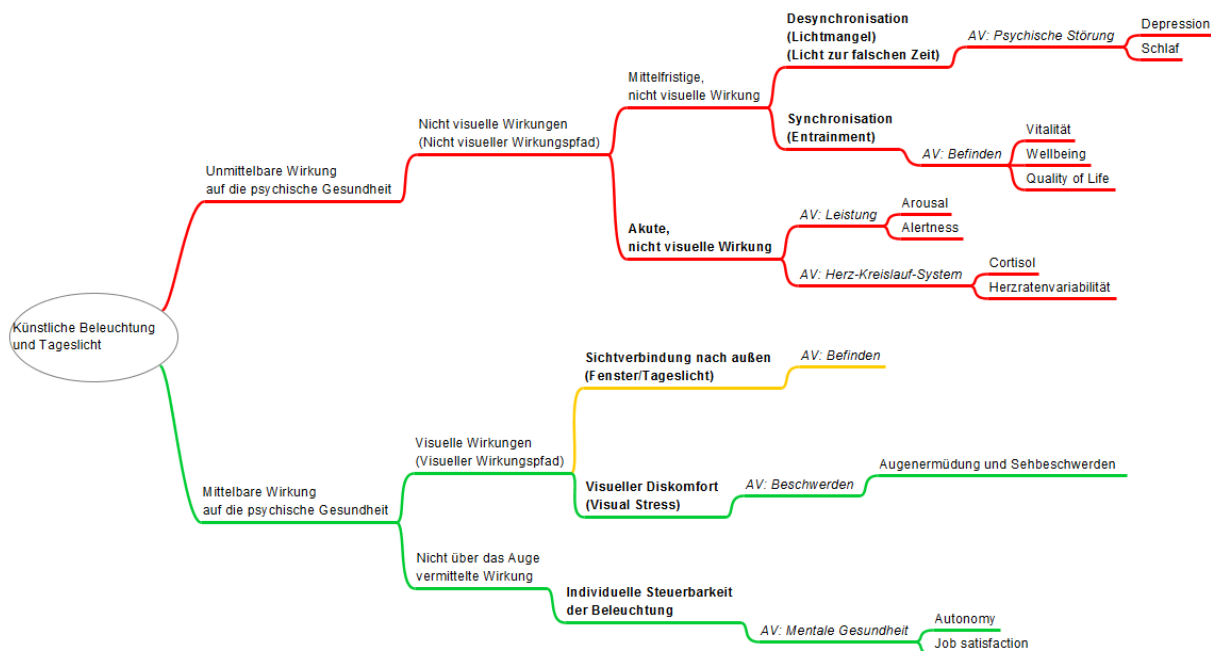 Künstliche Beleuchtung
und Tageslicht
Unmittelbare Wirkung
auf die psychische Gesundheit
Nicht visuelle Wirkungen
(Nicht visueller Wirkungspfad)
Mittelfristige,
nicht visuelle Wirkung
Desynchronisation
(Lichtmangel)
(Licht zur falschen Zeit)
AV: Psychische Störung
Depression
Schlaf
Synchronisation
(Entrainment)
AV: Befinden
Vitalität
Wellbeing
Quality of Life
Akute,
nicht visuelle Wirkung
AV: Leistung
Arousal
Alertness
AV: Herz-Kreislauf-System
Cortisol
Herzratenvariabilität
Mittelbare Wirkung
auf die psychische Gesundheit
Visuelle Wirkungen
(Visueller Wirkungspfad)
Sichtverbindung nach außen
(Fenster/Tageslicht)
AV: Befinden
Visueller Diskomfort
(Visual Stress)
AV: Beschwerden
Augenermüdung und Sehbeschwerden
Nicht über das Auge
vermittelte Wirkung
Individuelle Steuerbarkeit
der Beleuchtung
AV: Mentale Gesundheit
Autonomy
Job satisfaction